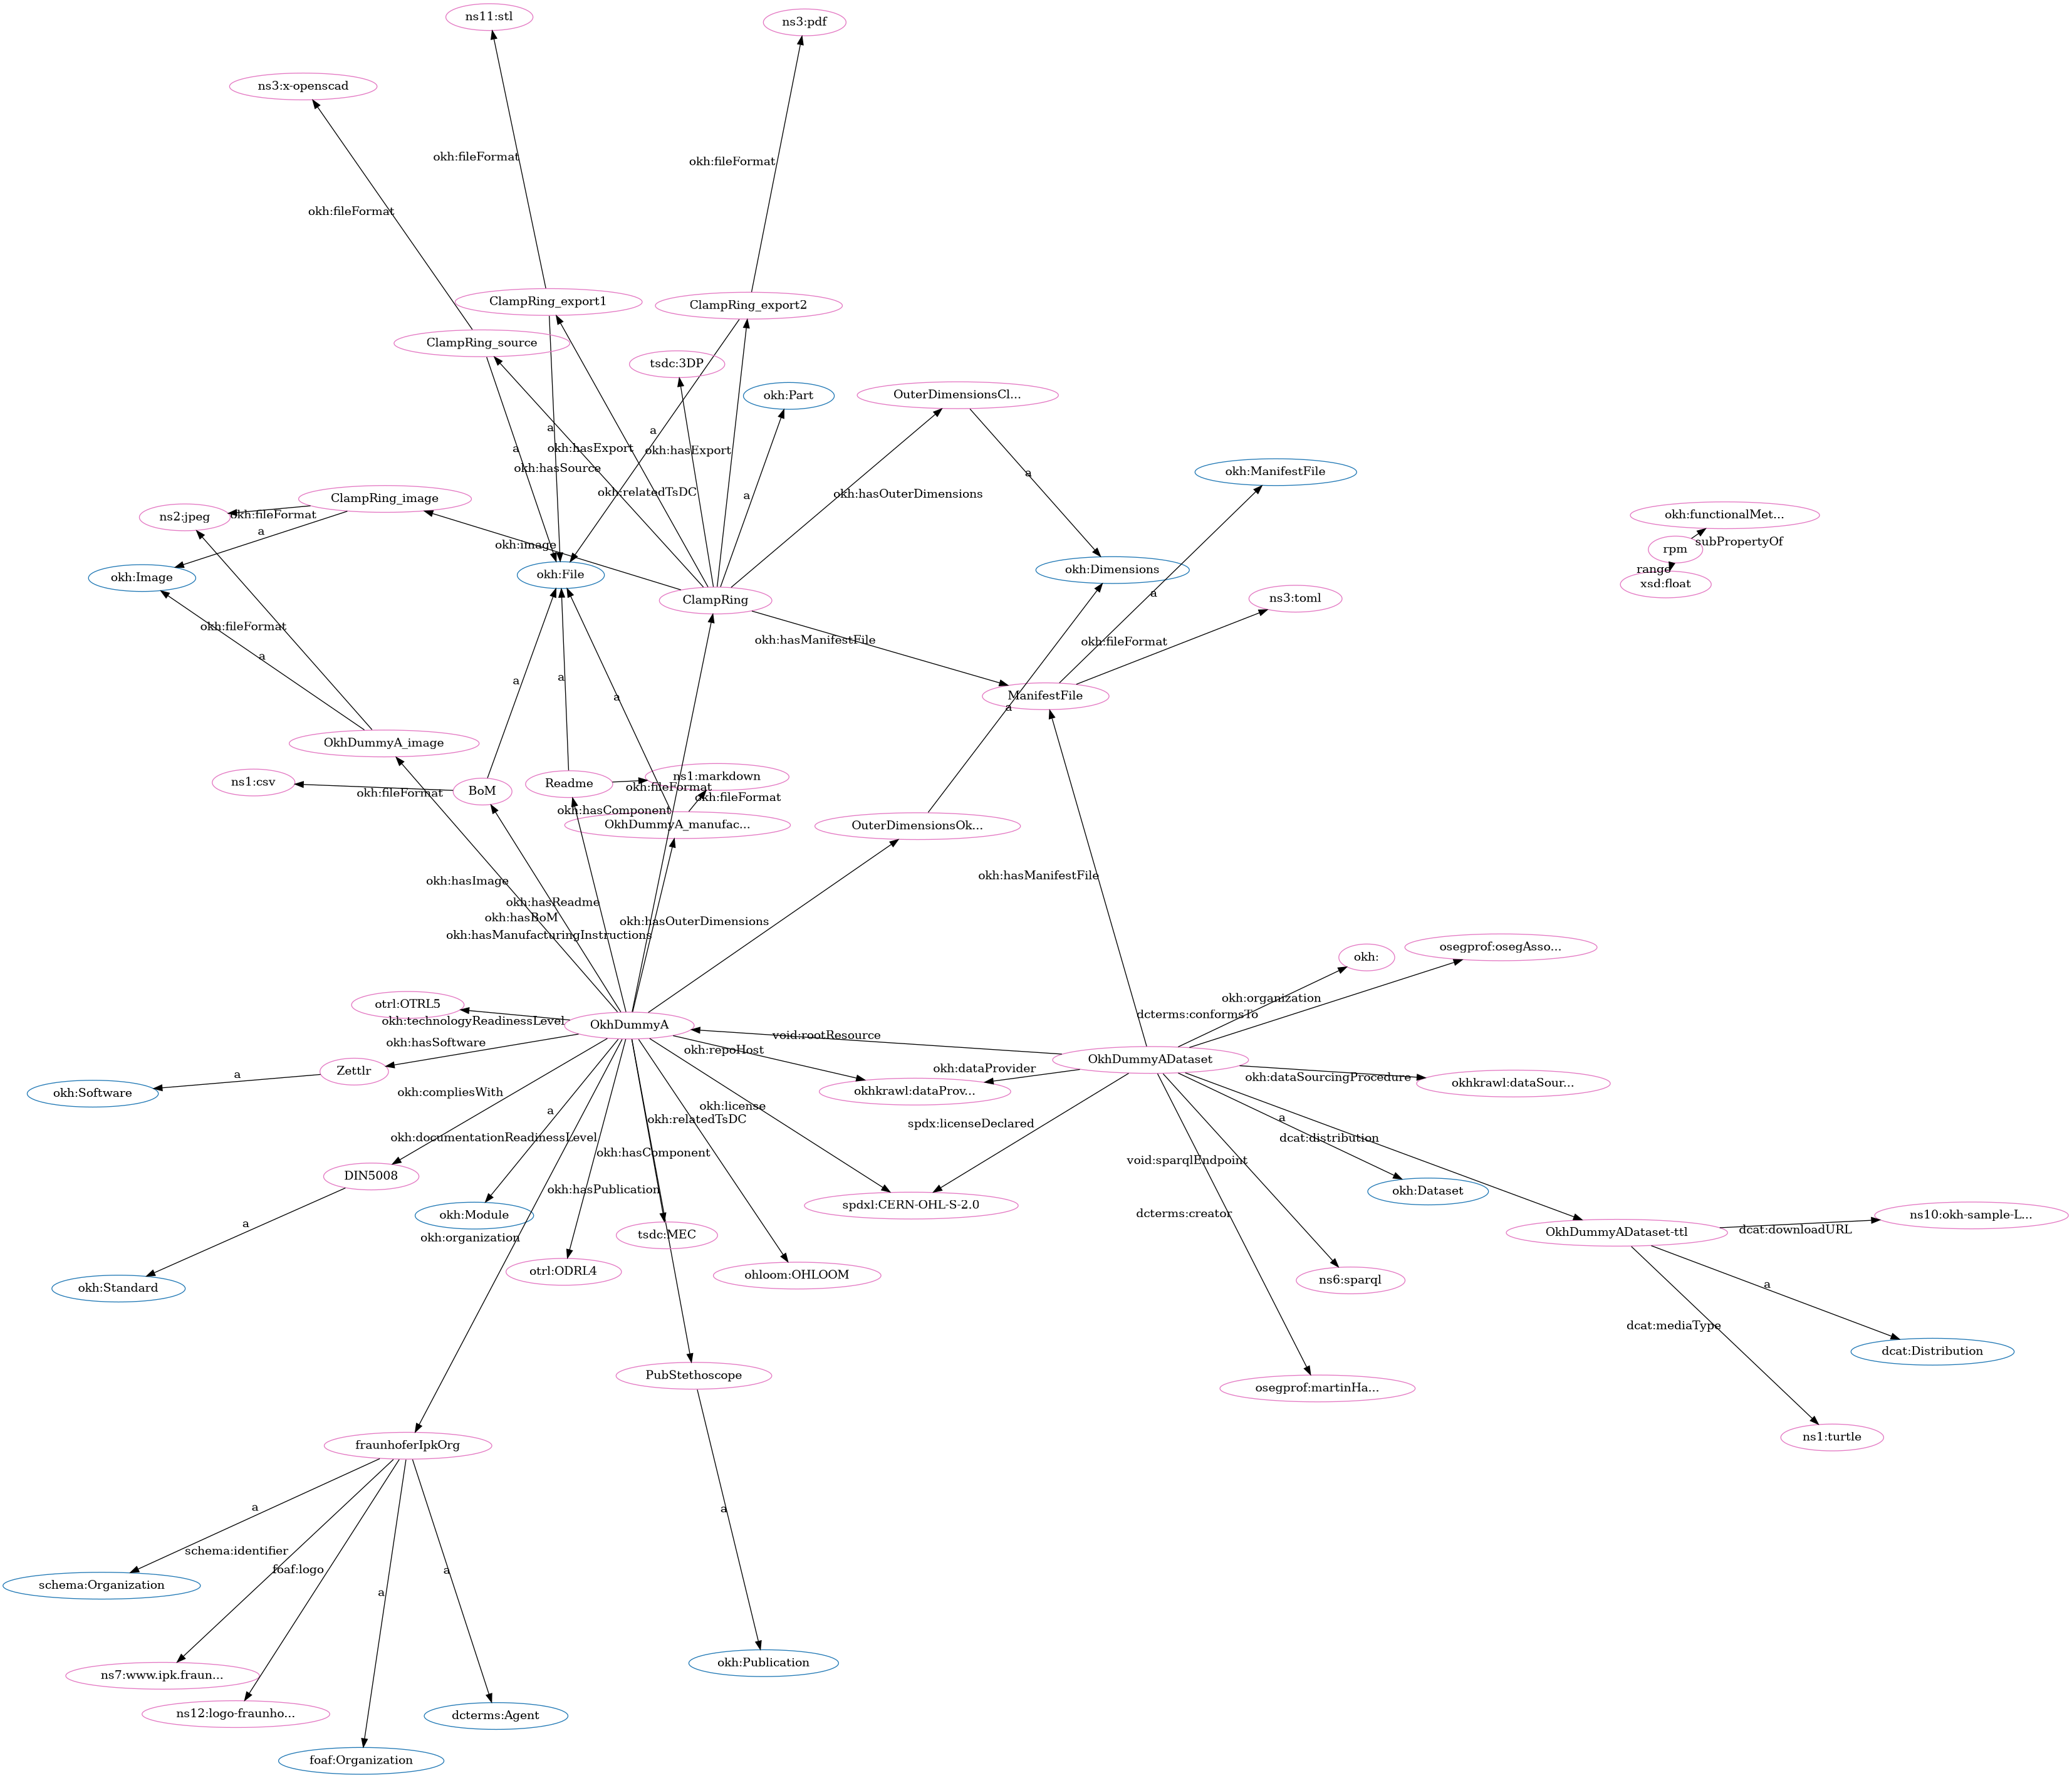 ns11:stl
ns3:pdf
ns3:x-openscad
okh:fileFormat
okh:fileFormat
okh:fileFormat
ClampRing_export1
ClampRing_export2
ClampRing_source
tsdc:3DP
okh:Part
OuterDimensionsCl...
a
a
okh:hasExport
a
okh:hasExport
okh:hasSource
okh:ManifestFile
a
okh:relatedTsDC
a
okh:hasOuterDimensions
ClampRing_image
ns2:jpeg
okh:fileFormat
a
okh:functionalMet...
okh:image
subPropertyOf
rpm
range
xsd:float
okh:Image
okh:File
okh:Dimensions
a
ClampRing
ns3:toml
okh:fileFormat
a
okh:hasManifestFile
okh:fileFormat
a
a
a
ManifestFile
a
OkhDummyA_image
ns1:csv
okh:fileFormat
BoM
Readme
ns1:markdown
okh:fileFormat
okh:fileFormat
okh:hasComponent
OkhDummyA_manufac...
OuterDimensionsOk...
okh:hasImage
okh:hasManifestFile
okh:hasReadme
okh:hasBoM
okh:hasOuterDimensions
okh:hasManufacturingInstructions
okh:
osegprof:osegAsso...
otrl:OTRL5
okh:technologyReadinessLevel
OkhDummyA
okh:organization
dcterms:conformsTo
okh:hasSoftware
void:rootResource
okh:repoHost
OkhDummyADataset
Zettlr
a
okh:Software
okh:compliesWith
okh:dataProvider
okhkrawl:dataProv...
okh:dataSourcingProcedure
okhkrawl:dataSour...
a
okh:license
okh:relatedTsDC
spdx:licenseDeclared
a
okh:documentationReadinessLevel
okh:hasComponent
dcat:distribution
void:sparqlEndpoint
DIN5008
okh:hasPublication
okh:Dataset
a
okh:Module
okh:organization
tsdc:MEC
spdxl:CERN-OHL-S-2.0
dcterms:creator
OkhDummyADataset-ttl
dcat:downloadURL
ns10:okh-sample-L...
okh:Standard
otrl:ODRL4
ohloom:OHLOOM
ns6:sparql
a
dcat:mediaType
dcat:Distribution
PubStethoscope
osegprof:martinHa...
fraunhoferIpkOrg
ns1:turtle
a
a
schema:identifier
foaf:logo
a
a
schema:Organization
ns7:www.ipk.fraun...
okh:Publication
ns12:logo-fraunho...
dcterms:Agent
foaf:Organization